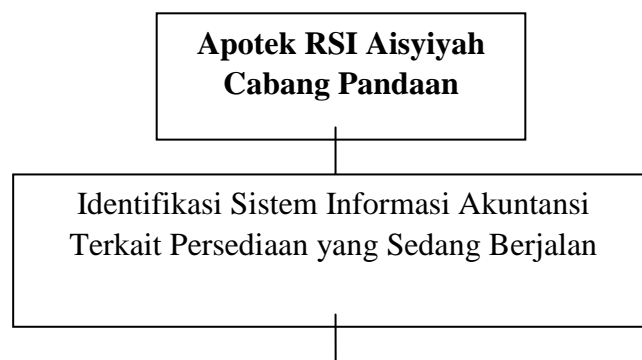 Apotek RSI Aisyiyah
Cabang Pandaan
Identifikasi Sistem Informasi Akuntansi
Terkait Persediaan yang Sedang Berjalan